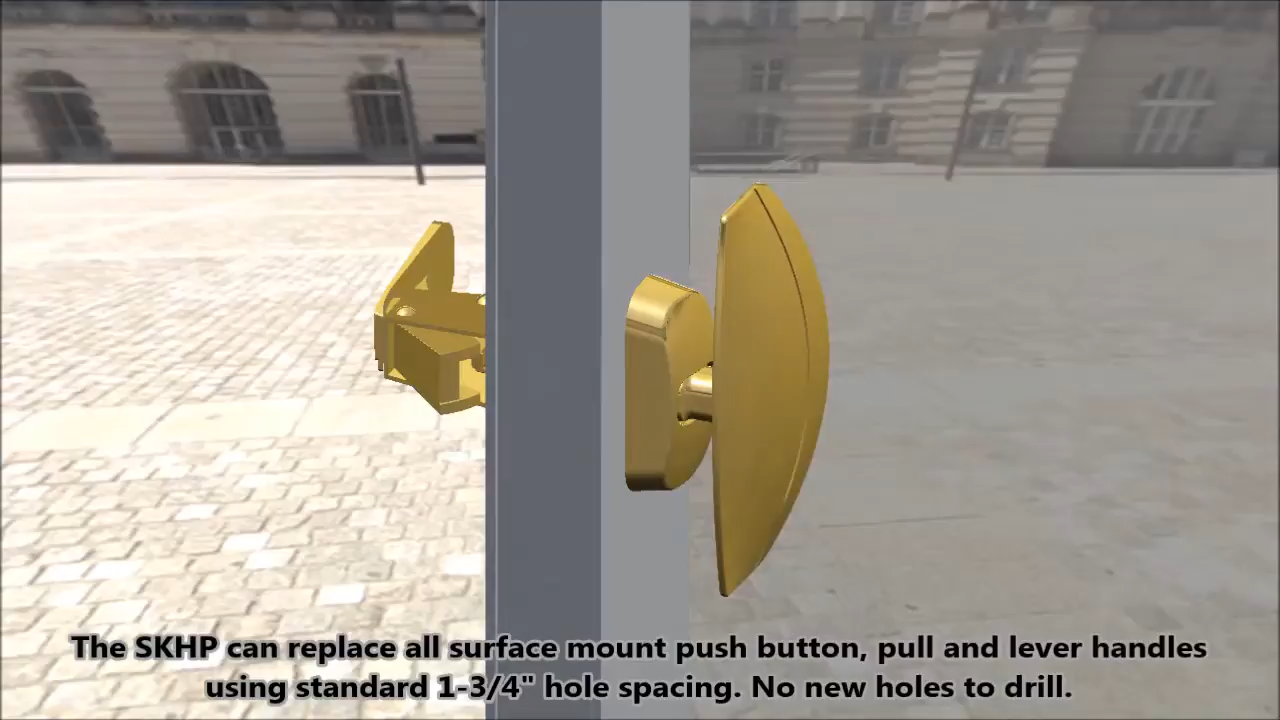 The SKHP can replace all surface mount push button, pull and lever handles
using standard 1-3/4" hole spacing. No new holes to drill.